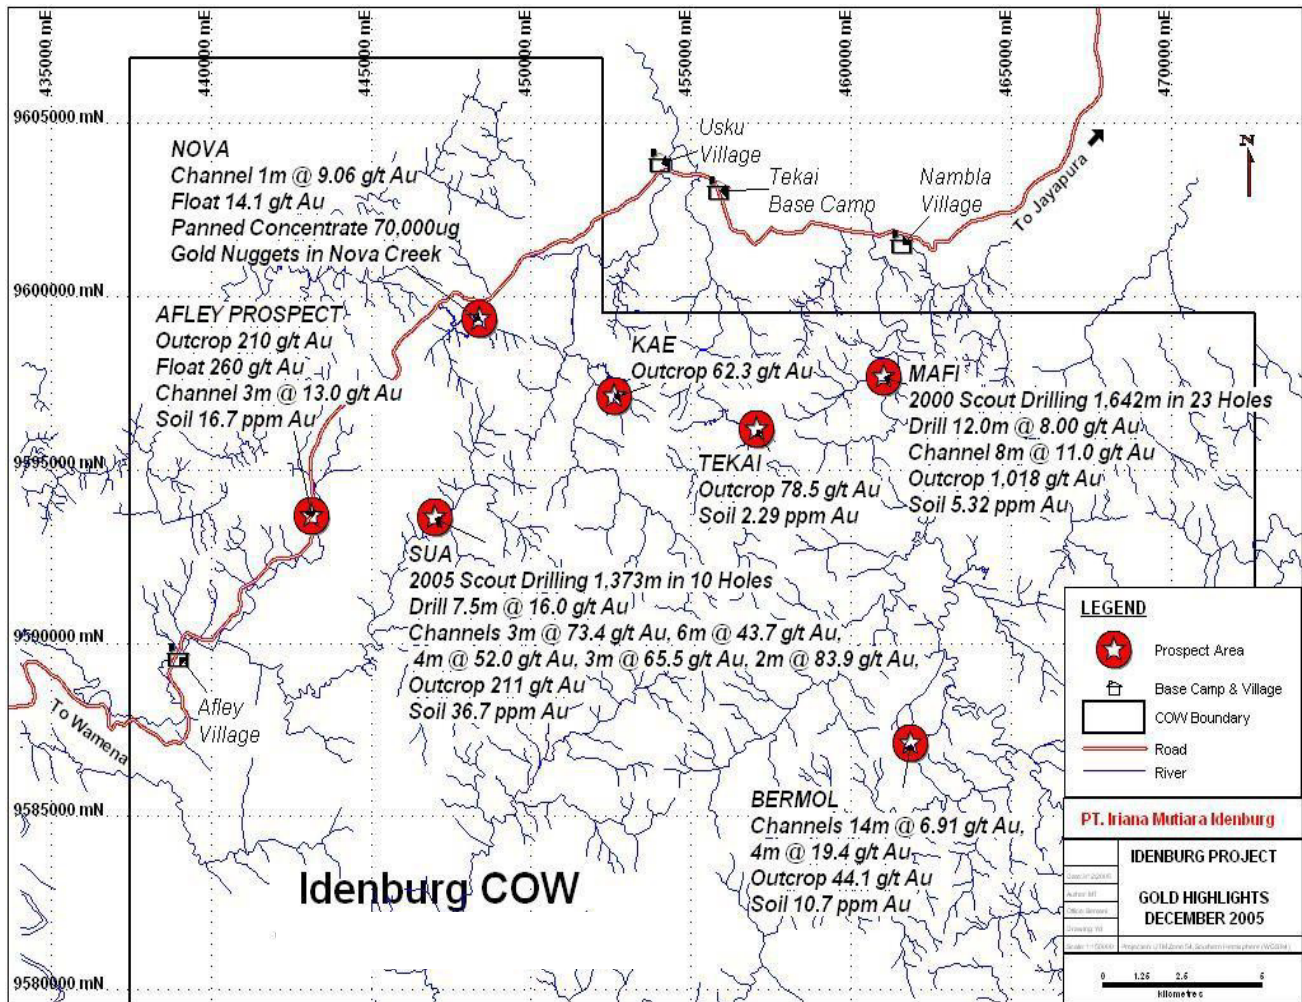 435000 mE
440000 mE
445000 mE
450000 mE
455000 mE
460000 mE
465000 mE
470000 mE
9605000 mN
9600000 mN
9595000 mN
9590000 mN
9585000 mN
9580000 mN
NOVA
Channel 1m @ 9.06 g/t Au
Float 14.1 g/t Au
Panned Concentrate 70,000ug
Gold Nuggets in Nova Creek
Usku
Village
Tekai
Base Camp
Nambla
Village
To Jayapura
N
AFLEY PROSPECT
Outcrop 210 g/t Au
Float 260 g/t Au
Channel 3m @ 13.0 g/t Au
Soil 16.7 ppm Au
KAE
Outcrop 62.3 g/t Au
MAFI
2000 Scout Drilling 1,642m in 23 Holes
Drill 12.0m @ 8.00 g/t Au
Channel 8m @ 11.0 g/t Au
Outcrop 1,018 g/t Au
Soil 5.32 ppm Au
TEKAI
Outcrop 78.5 g/t Au
Soil 2.29 ppm Au
SUA
2005 Scout Drilling 1,373m in 10 Holes
Drill 7.5m @ 16.0 g/t Au
Channels 3m @ 73.4 g/t Au, 6m @ 43.7 g/t Au,
4m @ 52.0 g/t Au, 3m @ 65.5 g/t Au, 2m @ 83.9 g/t Au,
Outcrop 211 g/t Au
Soil 36.7 ppm Au
Afley
Village
To Wamena
BERMOL
Channels 14m @ 6.91 g/t Au,
4m @ 19.4 g/t Au
Outcrop 44.1 g/t Au
Soil 10.7 ppm Au
Idenburg COW
LEGEND
Prospect Area
Base Camp & Village
COW Boundary
Road
River
PT. Iriana Mutiara Idenburg
IDENBURG PROJECT
GOLD HIGHLIGHTS
DECEMBER 2005
0 1.25 2.5 5
kilometres